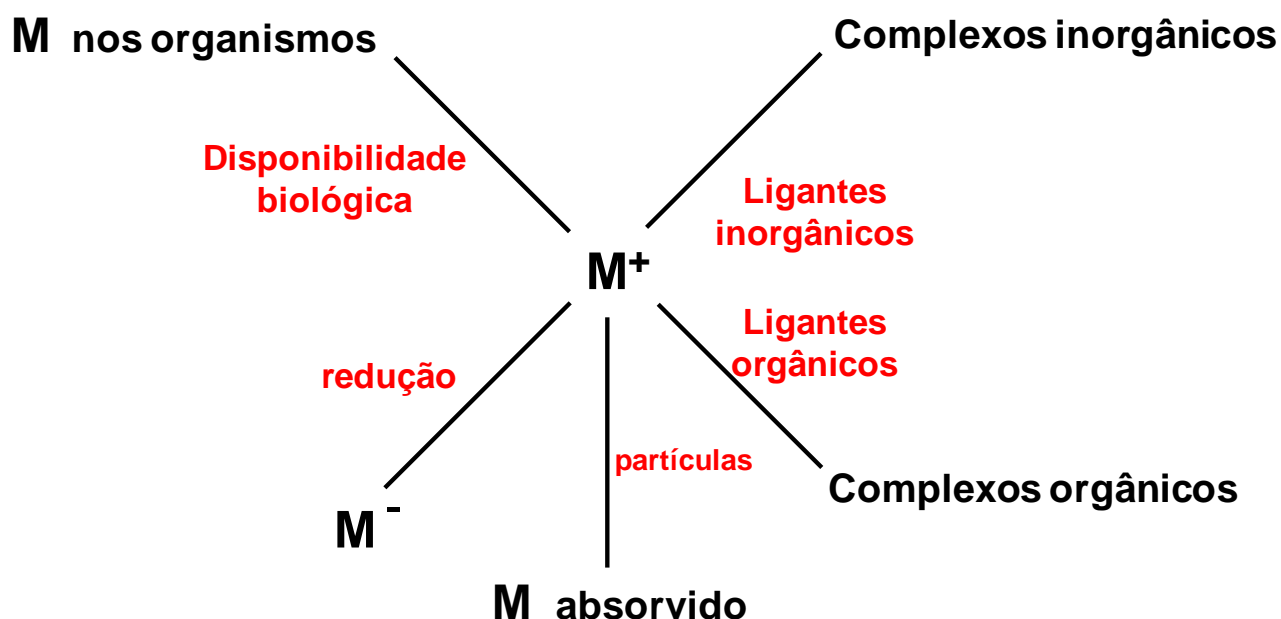 M nos organismos
Complexos inorgânicos
Disponibilidade
biológica
Ligantes
inorgânicos
M⁺
Ligantes
orgânicos
redução
partículas
Complexos orgânicos
M⁻
M absorvido